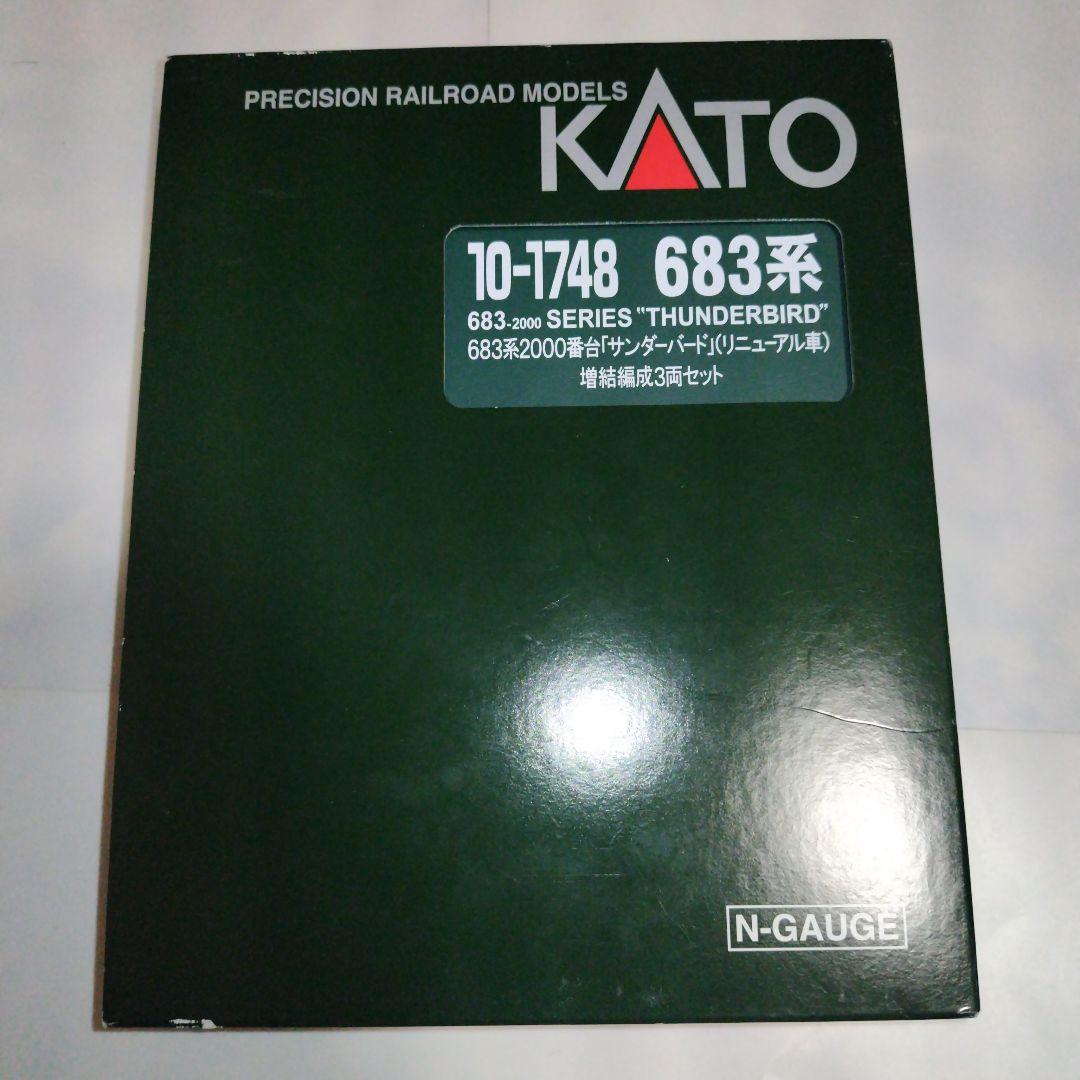 PRECISION RAILROAD MODELS
KATO
10-1748 683系
683-2000 SERIES "THUNDERBIRD"
683系2000番台「サンダーバード」(リニューアル車)
増結編成3両セット
N-GAUGE